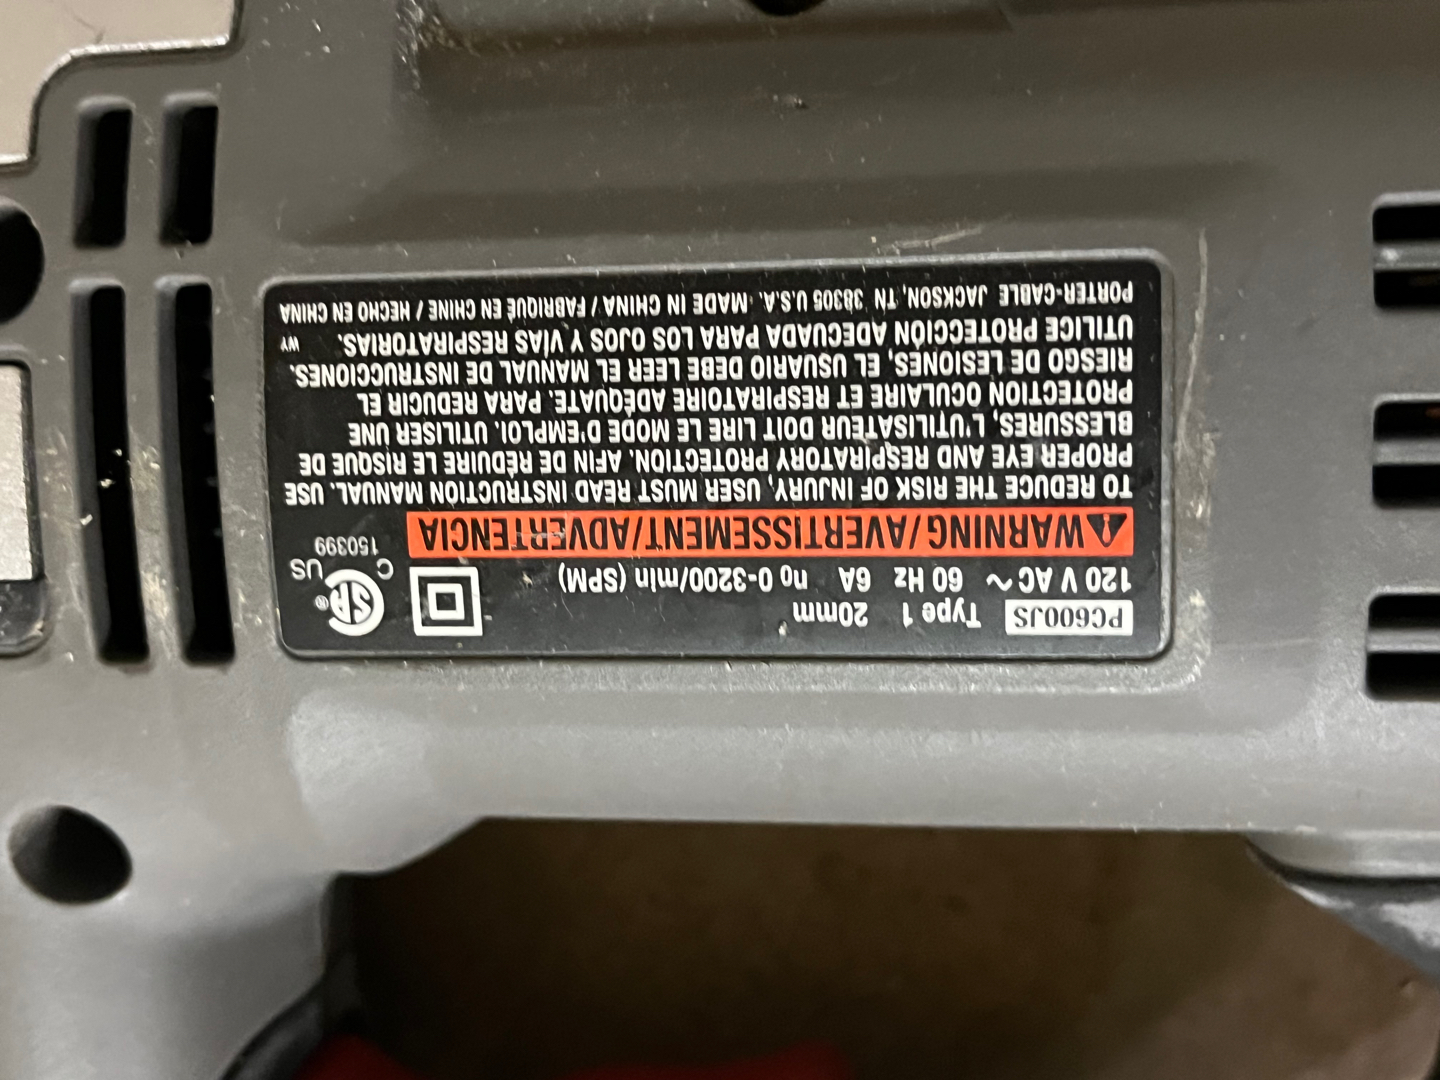 PC600JS Type 1 20mm
120 V AC ~ 60 Hz 6A n0 0-3200/min (SPM)
SA ®
C US
150399
⚠WARNING/AVERTISSEMENT/ADVERTENCIA
TO REDUCE THE RISK OF INJURY, USER MUST READ INSTRUCTION MANUAL. USE
PROPER EYE AND RESPIRATORY PROTECTION. AFIN DE RÉDUIRE LE RISQUE DE
BLESSURES, L'UTILISATEUR DOIT LIRE LE MODE D'EMPLOI. UTILISER UNE
PROTECTION OCULAIRE ET RESPIRATOIRE ADÉQUATE. PARA REDUCIR EL
RIESGO DE LESIONES, EL USUARIO DEBE LEER EL MANUAL DE INSTRUCCIONES.
UTILICE PROTECCIÓN ADECUADA PARA LOS OJOS Y VÍAS RESPIRATORIAS. WY
PORTER-CABLE JACKSON, TN 38305 U.S.A. MADE IN CHINA / FABRIQUÉ EN CHINE / HECHO EN CHINA